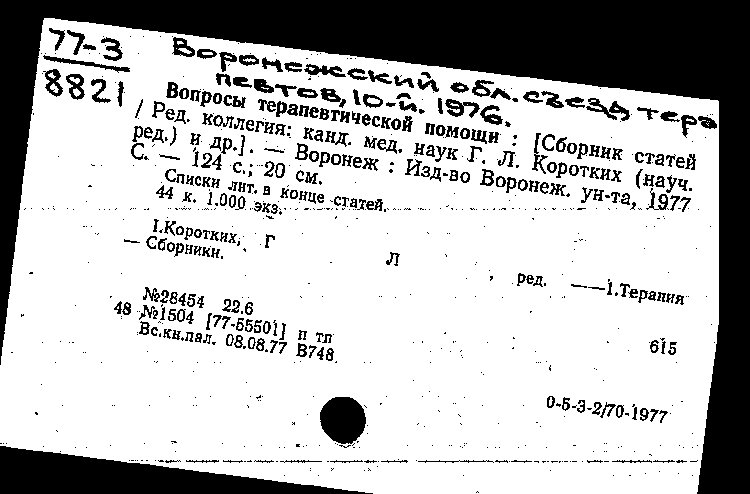 77-3
8821
Воронежский обл. съезд тера
певтов, 10-й. 1976.
Вопросы терапевтической помощи : [Сборник статей
/ Ред. коллегия: канд. мед. наук Г. Л. Коротких (науч.
ред.) и др.]. — Воронеж : Изд-во Воронеж. ун-та, 1977
С. — 124 с.; 20 см.
Списки лит. в конце статей.
44 к. 1.000 экз.
I.Коротких, Г Л , ред. ——1.Терапия
— Сборники.
№28454 22.6
48 №1504 [77-55501] п тп
Вс.кн.пал. 08.08.77 В748
615
0-5-3-2/70-1977